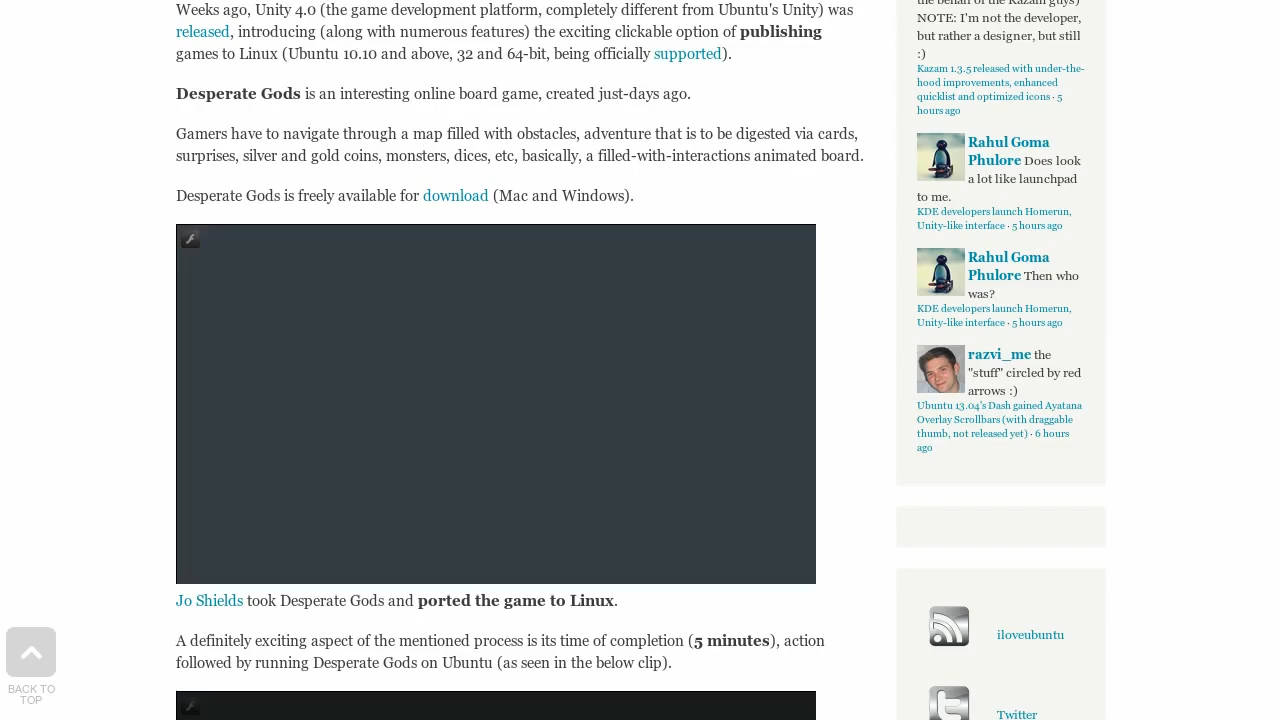 Weeks ago, Unity 4.0 (the game development platform, completely different from Ubuntu's Unity) was
released, introducing (along with numerous features) the exciting clickable option of publishing
games to Linux (Ubuntu 10.10 and above, 32 and 64-bit, being officially supported).
Desperate Gods is an interesting online board game, created just-days ago.
Gamers have to navigate through a map filled with obstacles, adventure that is to be digested via cards,
surprises, silver and gold coins, monsters, dices, etc, basically, a filled-with-interactions animated board.
Desperate Gods is freely available for download (Mac and Windows).
Jo Shields took Desperate Gods and ported the game to Linux.
A definitely exciting aspect of the mentioned process is its time of completion (5 minutes), action
followed by running Desperate Gods on Ubuntu (as seen in the below clip).
BACK TO
TOP
the behalf of the Kazam guys)
NOTE: I'm not the developer,
but rather a designer, but still
:)
Kazam 1.3.5 released with under-the-
hood improvements, enhanced
quicklist and optimized icons · 5
hours ago
Rahul Goma
Phulore Does look
a lot like launchpad
to me.
KDE developers launch Homerun,
Unity-like interface · 5 hours ago
Rahul Goma
Phulore Then who
was?
KDE developers launch Homerun,
Unity-like interface · 5 hours ago
razvi_me the
"stuff" circled by red
arrows :)
Ubuntu 13.04's Dash gained Ayatana
Overlay Scrollbars (with draggable
thumb, not released yet) · 6 hours
ago
iloveubuntu
Twitter